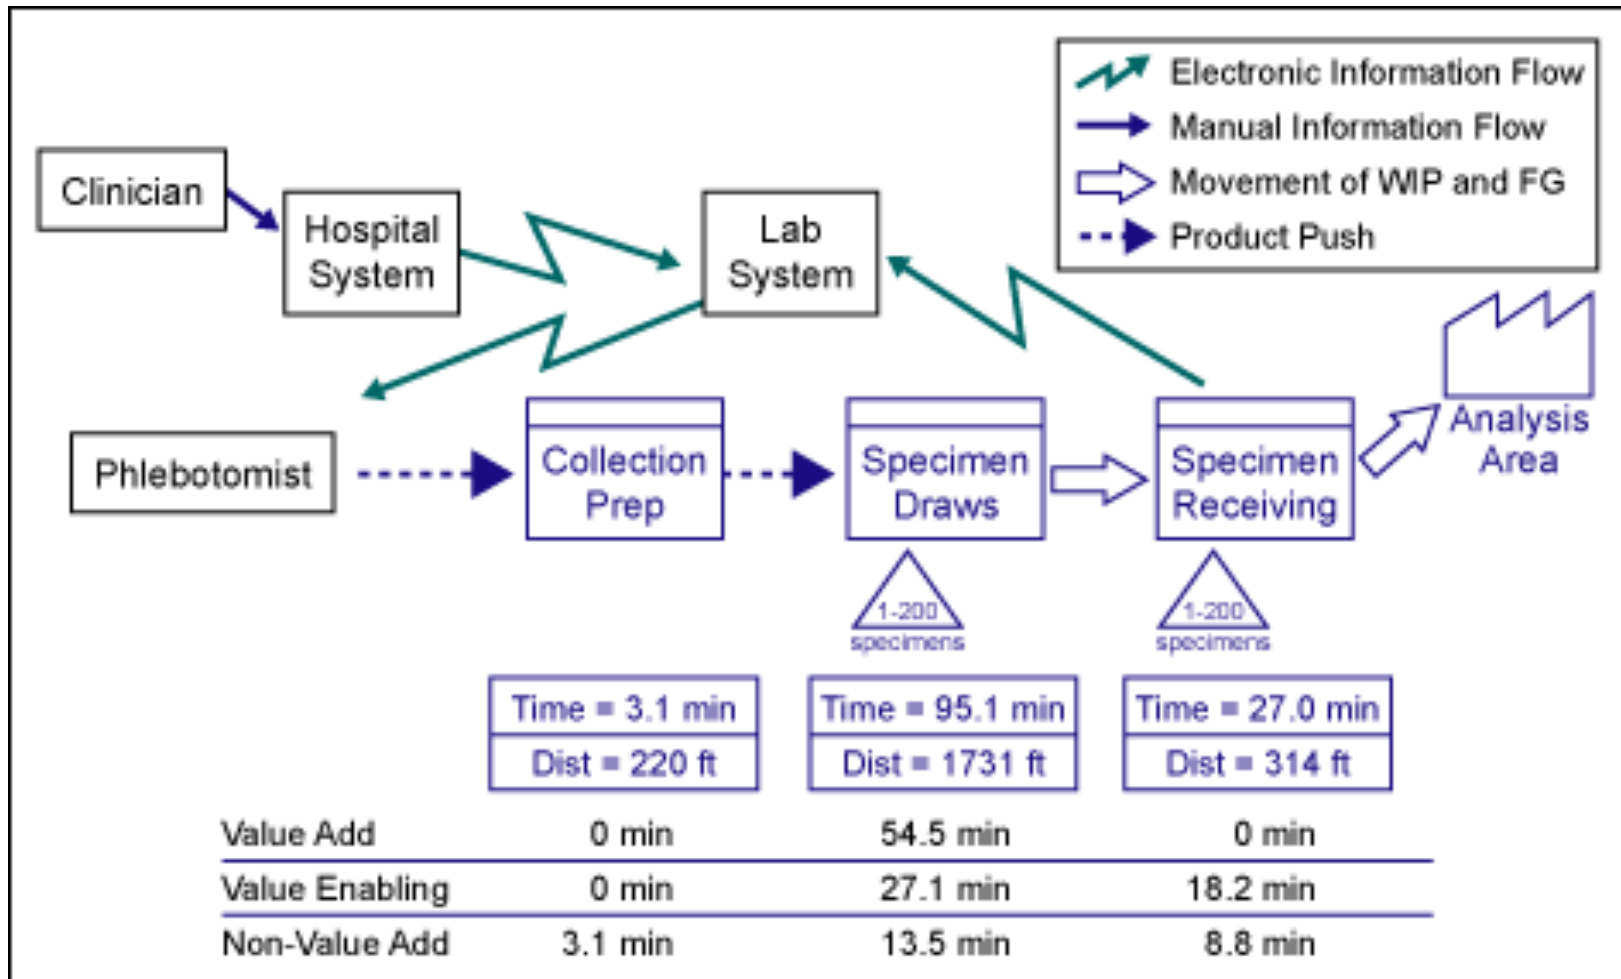 Electronic Information Flow
Manual Information Flow
Movement of WIP and FG
Product Push
Clinician
Hospital
System
Lab
System
Phlebotomist
Collection
Prep
Specimen
Draws
Specimen
Receiving
Analysis
Area
1-200
specimens
1-200
specimens
Time = 3.1 min
Dist = 220 ft
Time = 95.1 min
Dist = 1731 ft
Time = 27.0 min
Dist = 314 ft
Value Add 0 min 54.5 min 0 min
Value Enabling 0 min 27.1 min 18.2 min
Non-Value Add 3.1 min 13.5 min 8.8 min